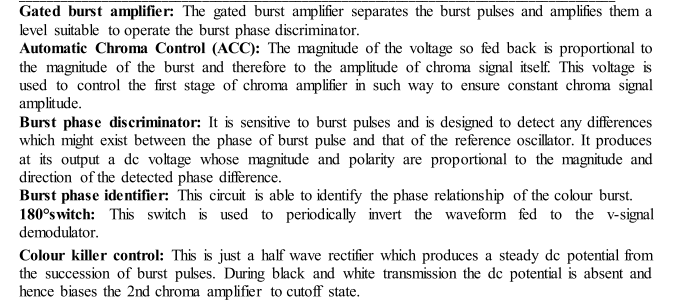 Gated burst amplifier: The gated burst amplifier separates the burst pulses and amplifies them a
level suitable to operate the burst phase discriminator.
Automatic Chroma Control (ACC): The magnitude of the voltage so fed back is proportional to
the magnitude of the burst and therefore to the amplitude of chroma signal itself. This voltage is
used to control the first stage of chroma amplifier in such way to ensure constant chroma signal
amplitude.
Burst phase discriminator: It is sensitive to burst pulses and is designed to detect any differences
which might exist between the phase of burst pulse and that of the reference oscillator. It produces
at its output a dc voltage whose magnitude and polarity are proportional to the magnitude and
direction of the detected phase difference.
Burst phase identifier: This circuit is able to identify the phase relationship of the colour burst.
180°switch: This switch is used to periodically invert the waveform fed to the v-signal
demodulator.
Colour killer control: This is just a half wave rectifier which produces a steady dc potential from
the succession of burst pulses. During black and white transmission the dc potential is absent and
hence biases the 2nd chroma amplifier to cutoff state.